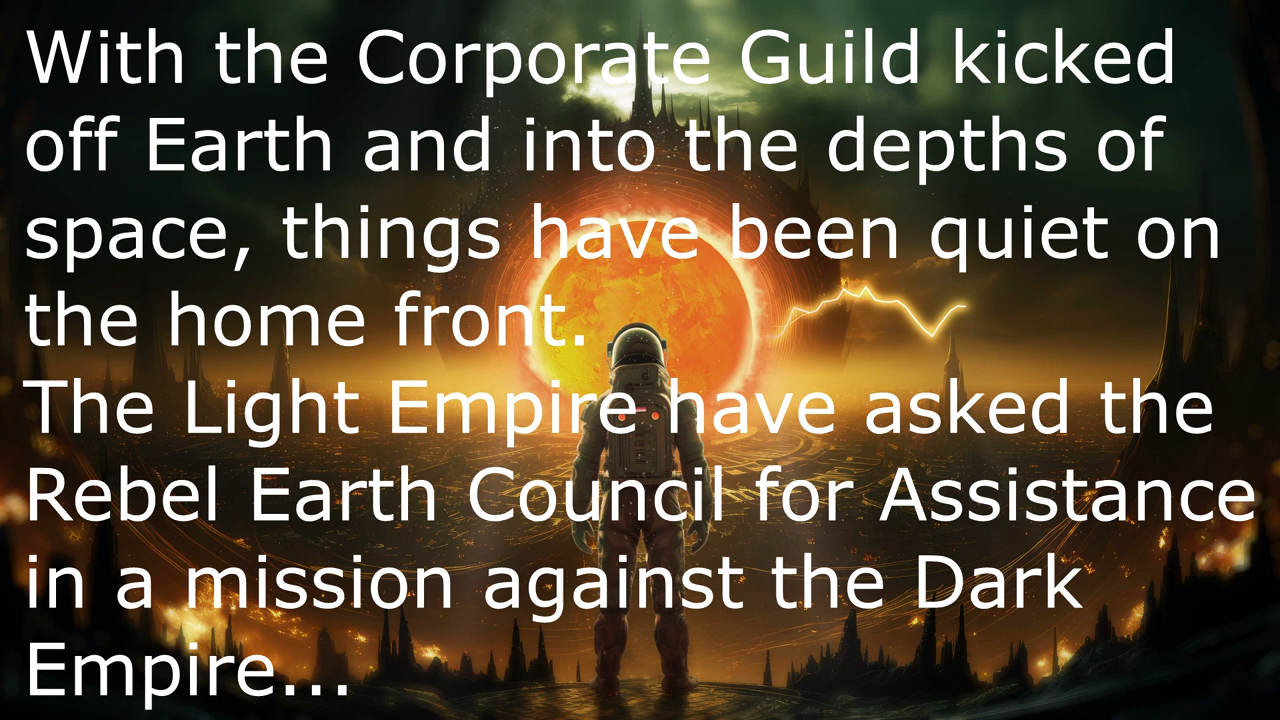 With the Corporate Guild kicked
off Earth and into the depths of
space, things have been quiet on
the home front.
The Light Empire have asked the
Rebel Earth Council for Assistance
in a mission against the Dark
Empire...